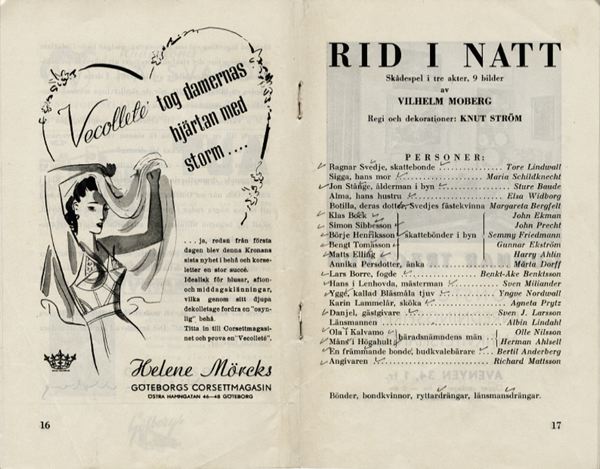 Vecolleté
tog damernas
hjärtan med
storm....
...ja, redan från första
dagen blev denna Kronans
sista nyhet i behå och korse-
letter en stor succé.
Idealisk för blusar, afton-
och middagsklänningar,
vilka genom sitt djupa
dekolletage fordra en "osyn-
lig" behå.
Titta in till Corsettmagasi-
net och prova en "Vecolleté".
Helene Mörcks
GÖTEBORGS CORSETTMAGASIN
ÖSTRA HAMNGATAN 46—48 GÖTEBORG
16
RID I NATT
Skådespel i tre akter, 9 bilder
av
VILHELM MOBERG
Regi och dekorationer: KNUT STRÖM
PERSONER:
Ragnar Svedje, skattebonde ........ Tore Lindwall
Sigga, hans mor ........ Maria Schildknecht
Jon Stånge, ålderman i byn ........ Sture Baude
Alma, hans hustru ........ Elsa Widborg
Botilla, deras dotter, Svedjes fästekvinna Margareta Bergfelt
Klas Bock John Ekman
Simon Sibbesson John Precht
Börje Henriksson skattebönder i byn Semmy Friedmann
Bengt Tomasson Gunnar Ekström
Matts Elling Harry Ahlin
Annika Persdotter, änka ........ Märta Dorff
Lars Borre, fogde ........ Benkt-Åke Benktsson
Hans i Lenhovda, mästerman ........ Sven Miliander
Ygge, kallad Blåsmåla tjuv ........ Yngve Nordwall
Karin Lammelår, sköka ........ Agneta Prytz
Danjel, gästgivare ........ Sven J. Larsson
Länsmannen ........ Albin Lindahl
Ola i Kalvamo Olle Nilsson
Måns i Högahult häradsnämndens män .. Herman Ahlsell
En främmande bonde, budkavlebärare .. Bertil Anderberg
Angivaren ........ Richard Mattsson
Bönder, bondkvinnor, ryttardrängar, länsmansdrängar.
17